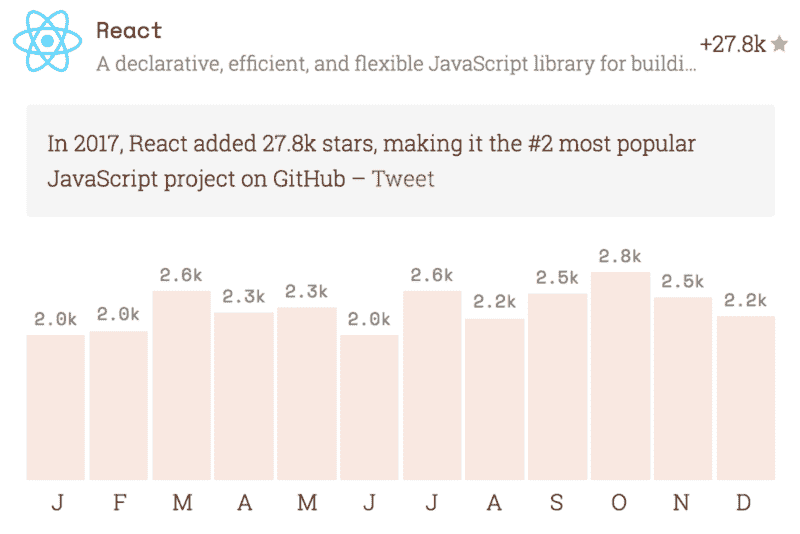 React
A declarative, efficient, and flexible JavaScript library for buildi...
+27.8k
In 2017, React added 27.8k stars, making it the #2 most popular
JavaScript project on GitHub – Tweet
2.0k 2.0k 2.6k 2.3k 2.3k 2.0k 2.6k 2.2k 2.5k 2.8k 2.5k 2.2k
J F M A M J J A S O N D